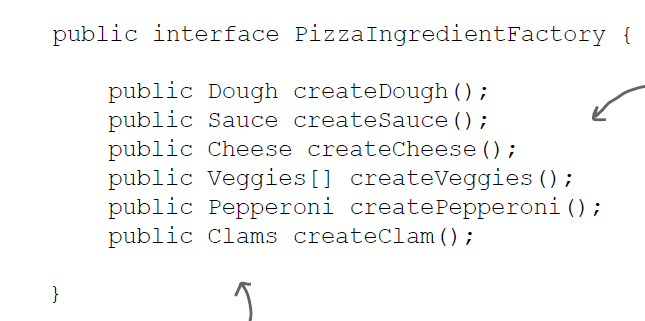 public interface PizzaIngredientFactory {
public Dough createDough();
public Sauce createSauce();
public Cheese createCheese();
public Veggies[] createVeggies();
public Pepperoni createPepperoni();
public Clams createClam();
}